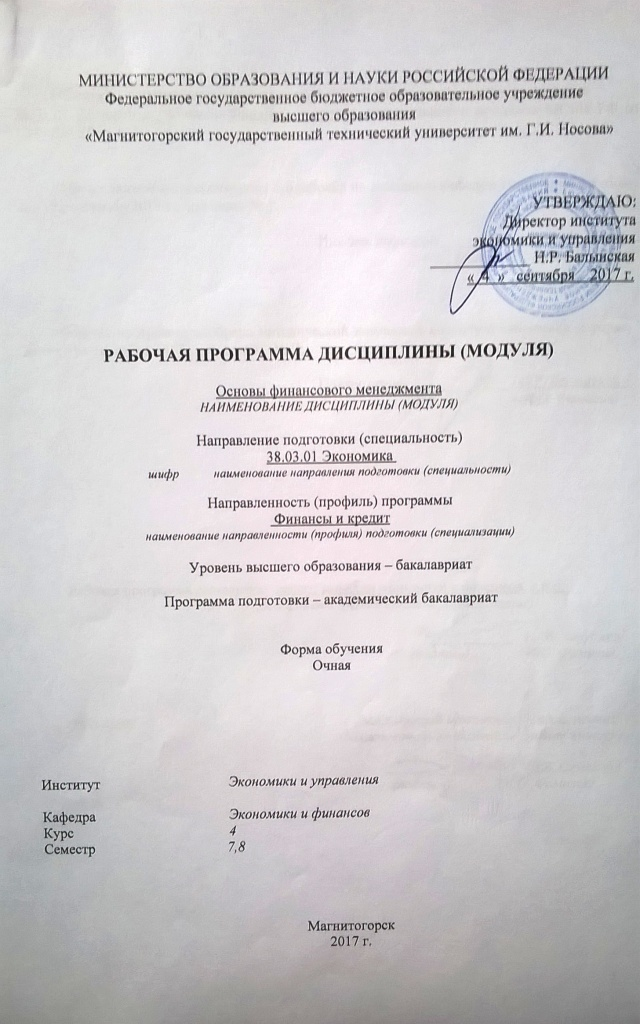 МИНИСТЕРСТВО ОБРАЗОВАНИЯ И НАУКИ РОССИЙСКОЙ ФЕДЕРАЦИИ
Федеральное государственное бюджетное образовательное учреждение
высшего образования
«Магнитогорский государственный технический университет им. Г.И. Носова»
УТВЕРЖДАЮ:
Директор института
экономики и управления
Н.Р. Балынская
« 4 » сентября 2017 г.
РАБОЧАЯ ПРОГРАММА ДИСЦИПЛИНЫ (МОДУЛЯ)
Основы финансового менеджмента
НАИМЕНОВАНИЕ ДИСЦИПЛИНЫ (МОДУЛЯ)
Направление подготовки (специальность)
38.03.01 Экономика
шифр наименование направления подготовки (специальности)
Направленность (профиль) программы
Финансы и кредит
наименование направленности (профиля) подготовки (специализации)
Уровень высшего образования – бакалавриат
Программа подготовки – академический бакалавриат
Форма обучения
Очная
Институт Экономики и управления
Кафедра Экономики и финансов
Курс 4
Семестр 7,8
Магнитогорск
2017 г.